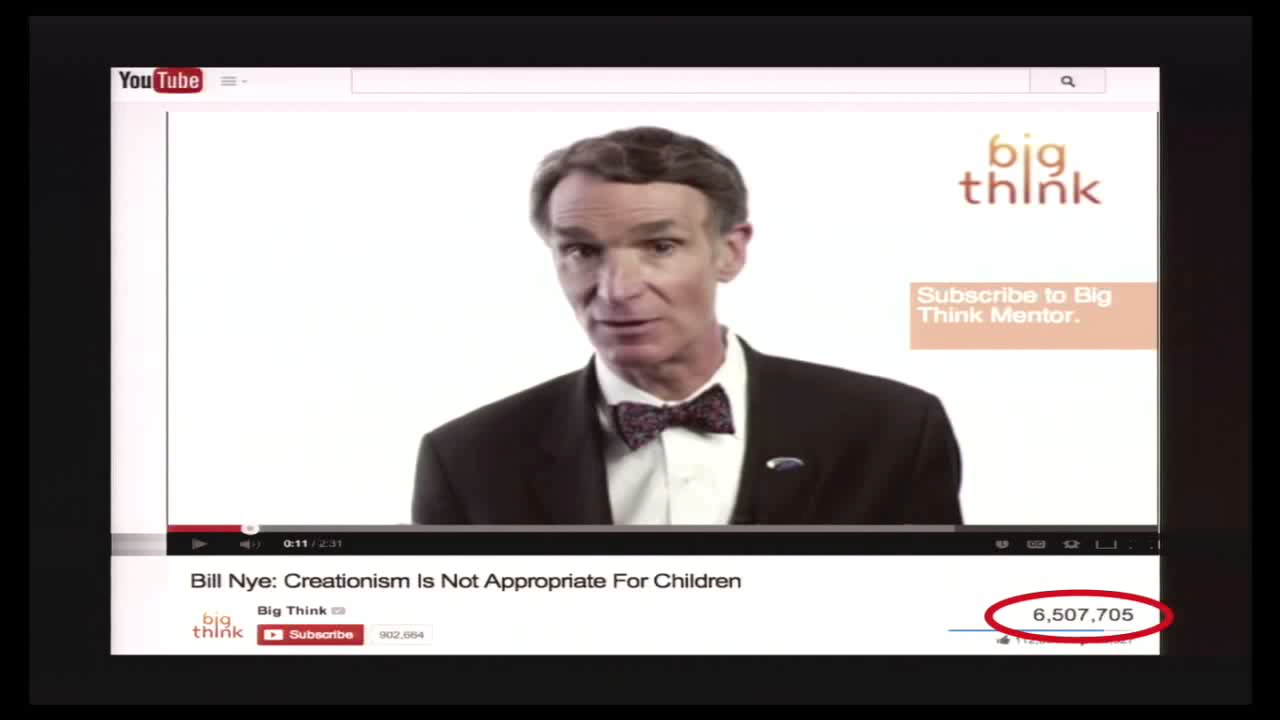 YouTube
big
think
Subscribe to Big
Think Mentor.
0:11 / 2:31
Bill Nye: Creationism Is Not Appropriate For Children
big
think
Big Think
Subscribe
902,664
6,507,705